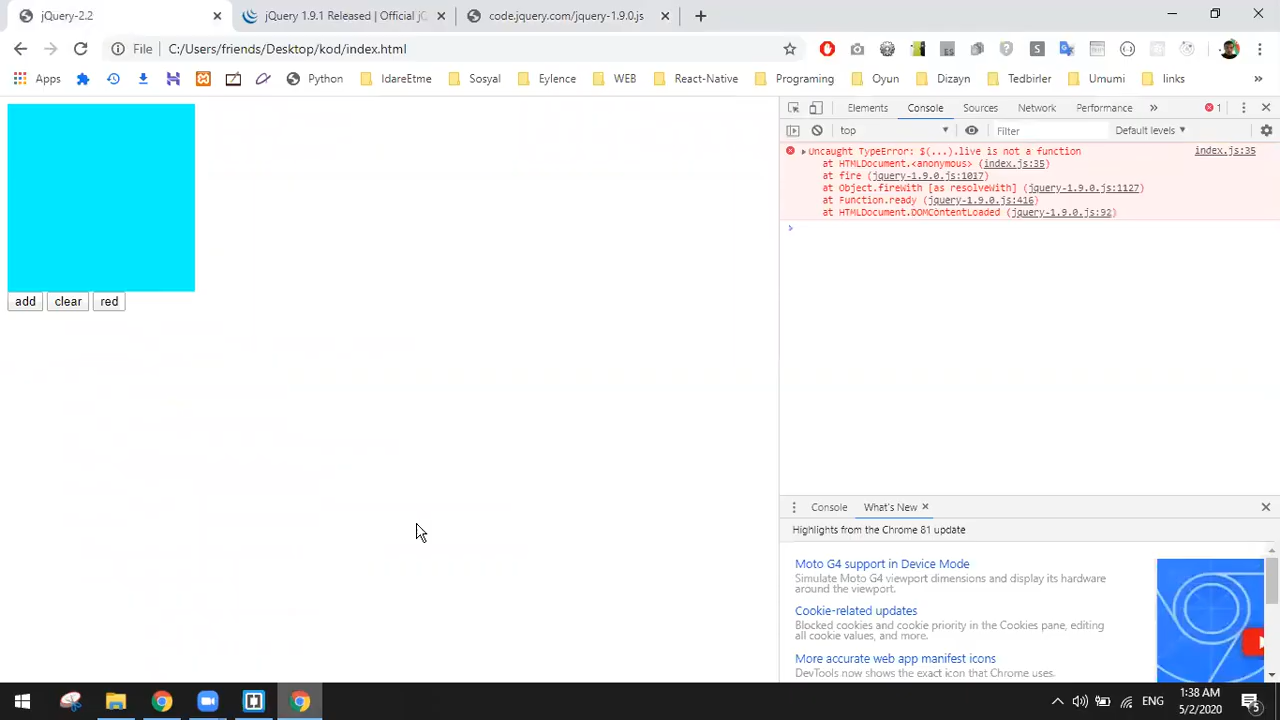 jQuery-2.2
jQuery 1.9.1 Released | Official jQ
code.jquery.com/jquery-1.9.0.js
File
C:/Users/friends/Desktop/kod/index.html
Apps
Python
IdareEtme
Sosyal
Eylence
WEB
React-Native
Programing
Oyun
Dizayn
Tedbirler
Umumi
links
»
add
clear
red
Elements
Console
Sources
Network
Performance
»
1
top
Filter
Default levels
Uncaught TypeError: $(...).live is not a function
index.js:35
at HTMLDocument.<anonymous> (index.js:35)
at fire (jquery-1.9.0.js:1017)
at Object.fireWith [as resolveWith] (jquery-1.9.0.js:1127)
at Function.ready (jquery-1.9.0.js:416)
at HTMLDocument.DOMContentLoaded (jquery-1.9.0.js:92)
Console
What's New
Highlights from the Chrome 81 update
Moto G4 support in Device Mode
Simulate Moto G4 viewport dimensions and display its hardware
around the viewport.
Cookie-related updates
Blocked cookies and cookie priority in the Cookies pane, editing
all cookie values, and more.
More accurate web app manifest icons
DevTools now shows the exact icon that Chrome uses.
ENG
1:38 AM
5/2/2020
5